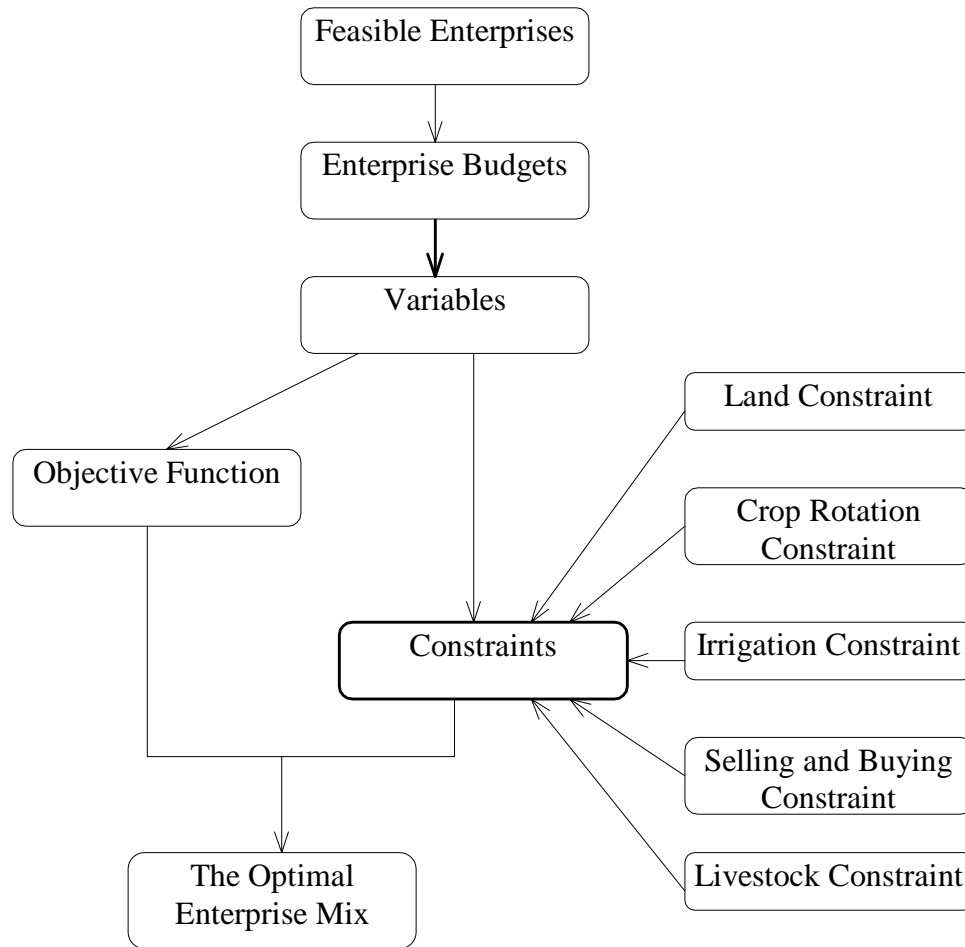 Feasible Enterprises
Enterprise Budgets
Variables
Land Constraint
Objective Function
Crop Rotation
Constraint
Constraints
Irrigation Constraint
Selling and Buying
Constraint
The Optimal
Enterprise Mix
Livestock Constraint